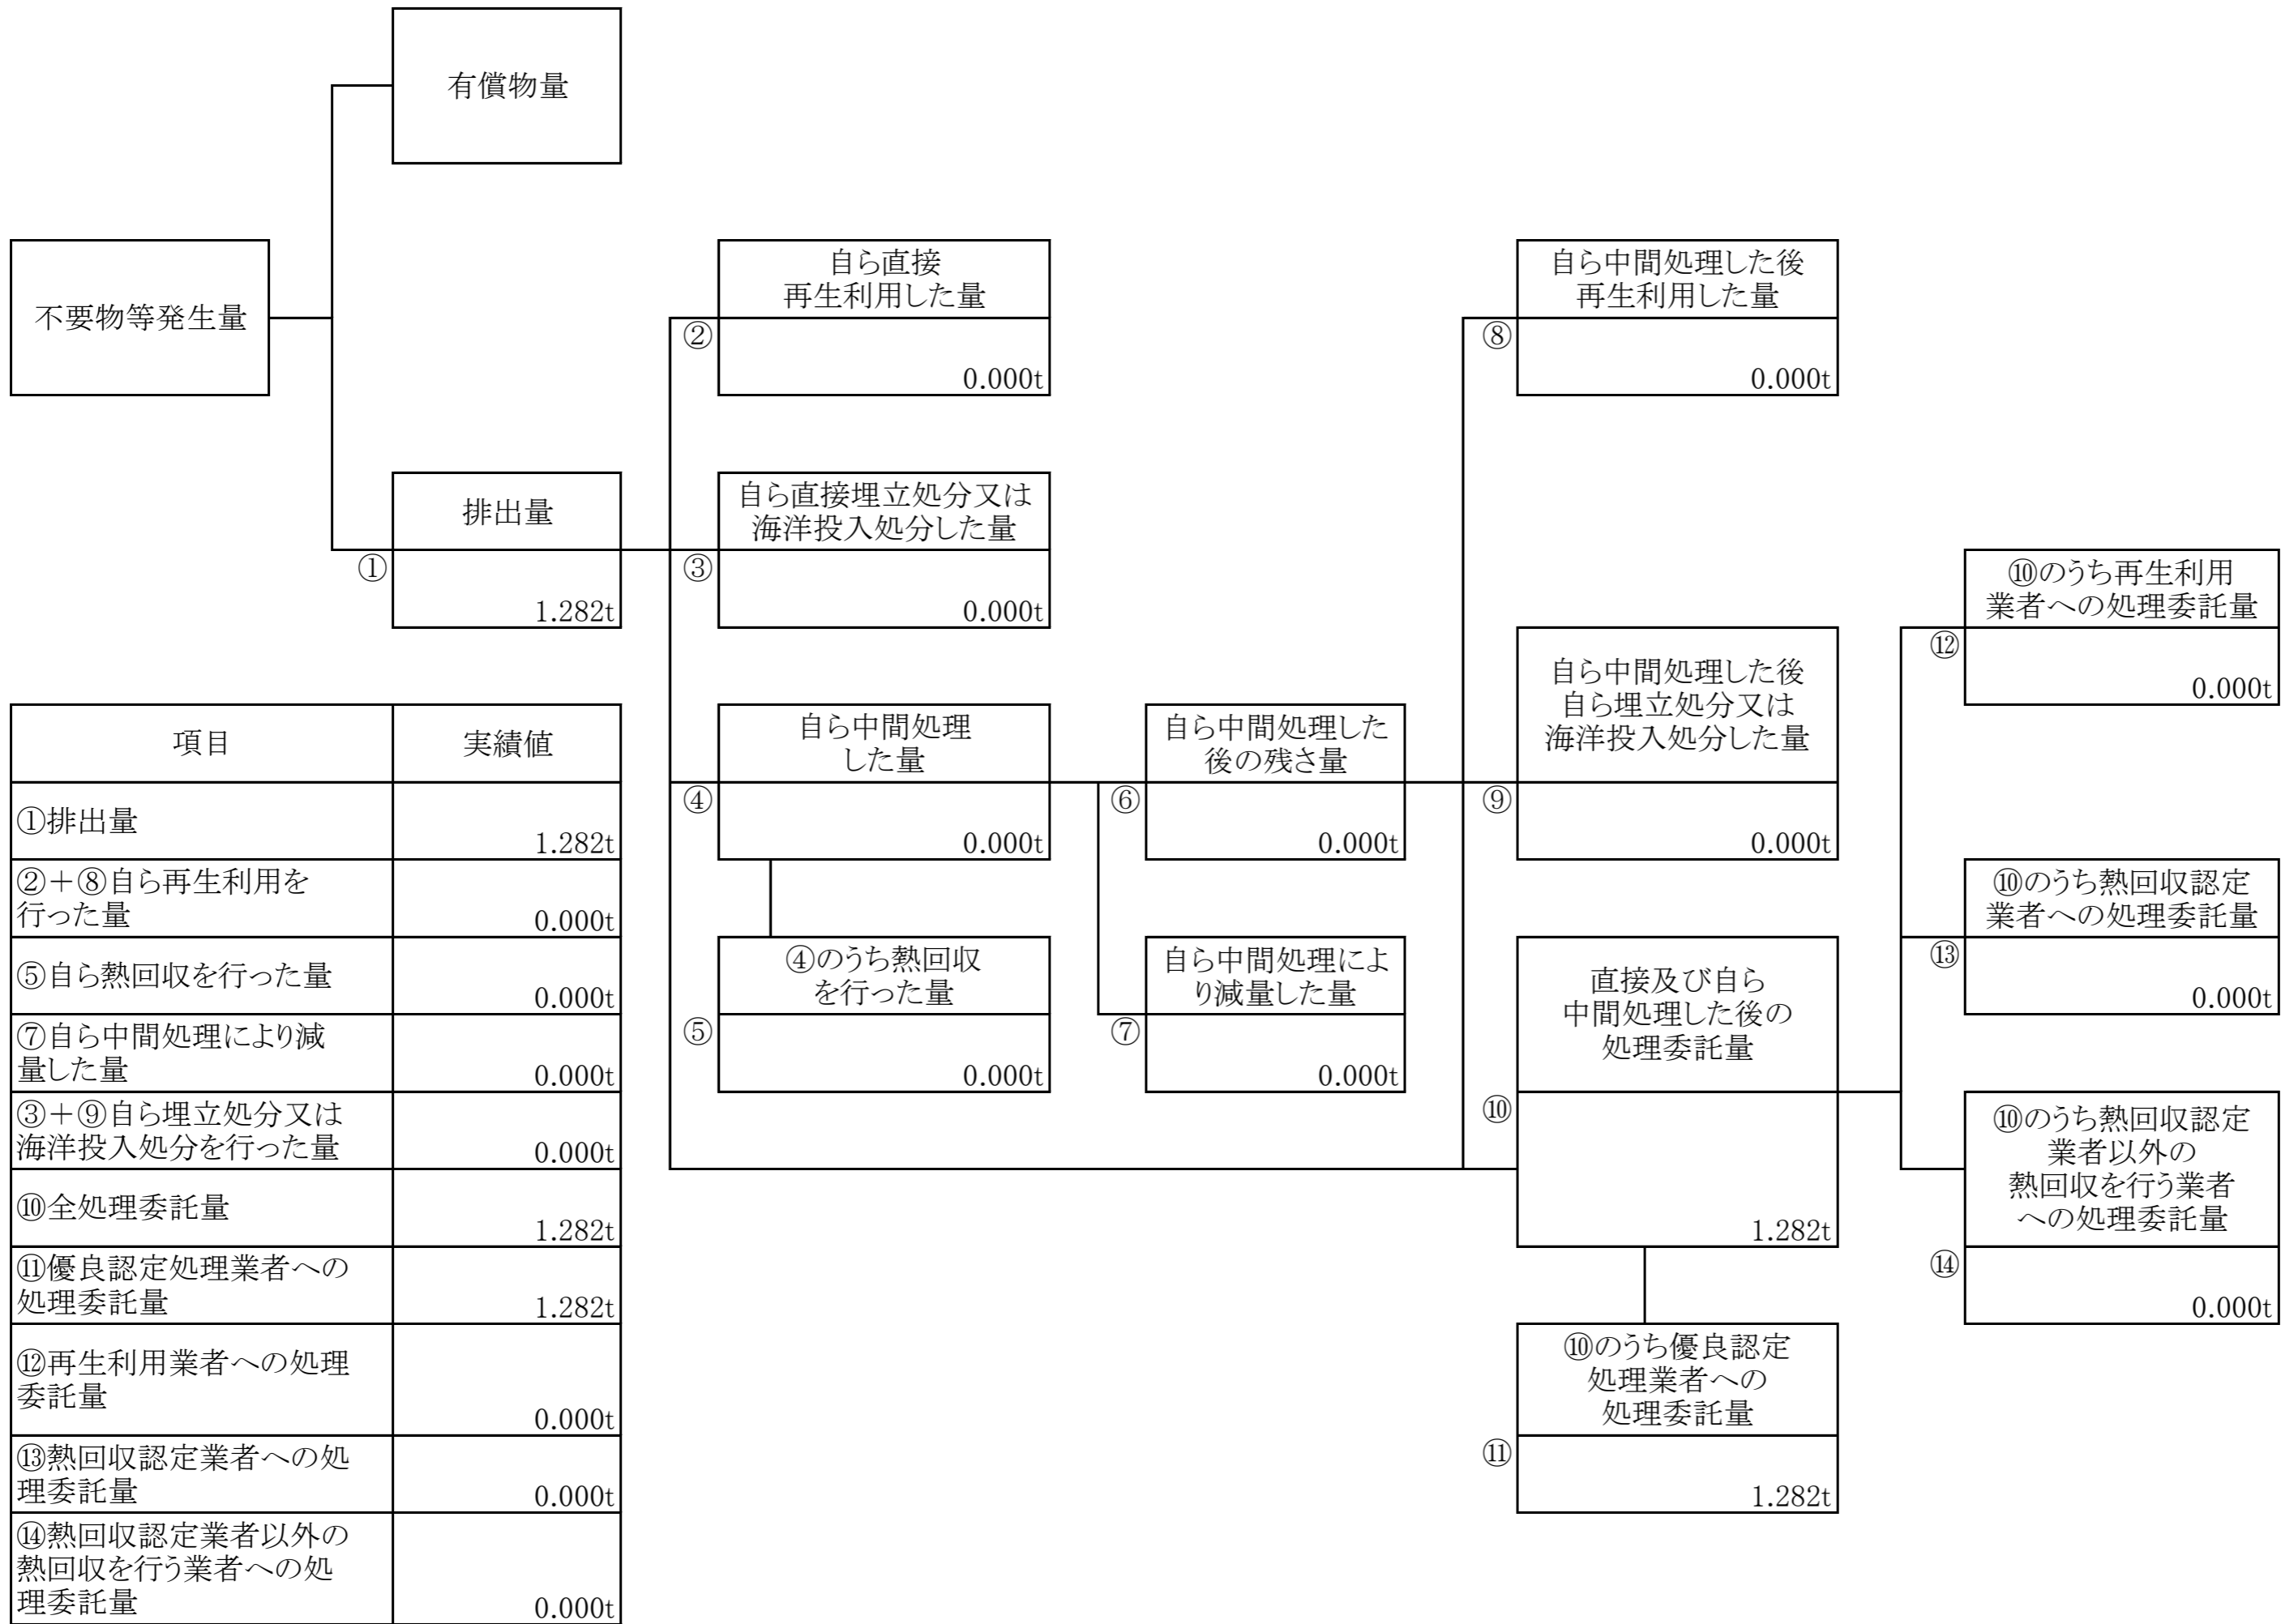 有償物量
不要物等発生量
自ら直接
再生利用した量
②
0.000t
自ら中間処理した後
再生利用した量
⑧
0.000t
排出量
①
1.282t
自ら直接埋立処分又は
海洋投入処分した量
③
0.000t
⑩のうち再生利用
業者への処理委託量
⑫
0.000t
自ら中間処理した後
自ら埋立処分又は
海洋投入処分した量
⑨
0.000t
自ら中間処理
した量
④
0.000t
自ら中間処理した
後の残さ量
⑥
0.000t
⑩のうち熱回収認定
業者への処理委託量
⑬
0.000t
④のうち熱回収
を行った量
⑤
0.000t
自ら中間処理によ
り減量した量
⑦
0.000t
直接及び自ら
中間処理した後の
処理委託量
⑩
1.282t
⑩のうち熱回収認定
業者以外の
熱回収を行う業者
への処理委託量
⑭
0.000t
⑩のうち優良認定
処理業者への
処理委託量
⑪
1.282t
項目
実績値
①排出量
1.282t
②+⑧自ら再生利用を
行った量
0.000t
⑤自ら熱回収を行った量
0.000t
⑦自ら中間処理により減
量した量
0.000t
③+⑨自ら埋立処分又は
海洋投入処分を行った量
0.000t
⑩全処理委託量
1.282t
⑪優良認定処理業者への
処理委託量
1.282t
⑫再生利用業者への処理
委託量
0.000t
⑬熱回収認定業者への処
理委託量
0.000t
⑭熱回収認定業者以外の
熱回収を行う業者への処
理委託量
0.000t